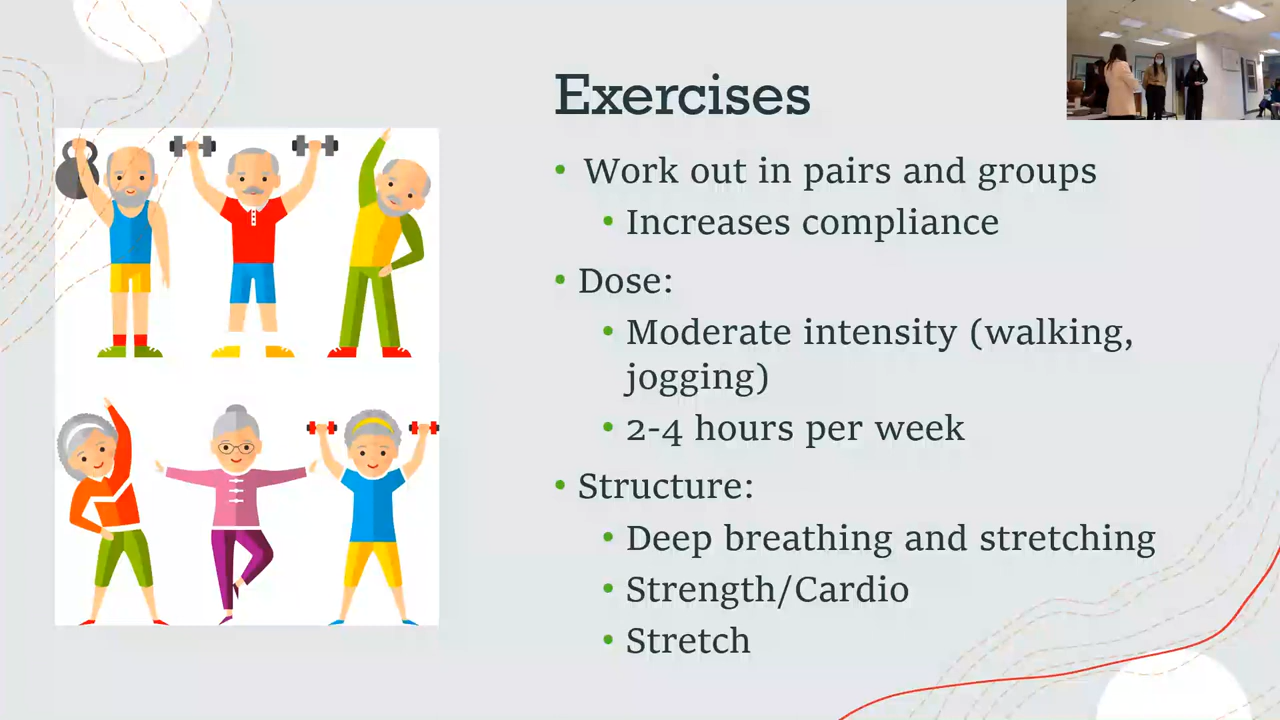 Exercises
• Work out in pairs and groups
• Increases compliance
• Dose:
• Moderate intensity (walking,
jogging)
• 2-4 hours per week
• Structure:
• Deep breathing and stretching
• Strength/Cardio
• Stretch